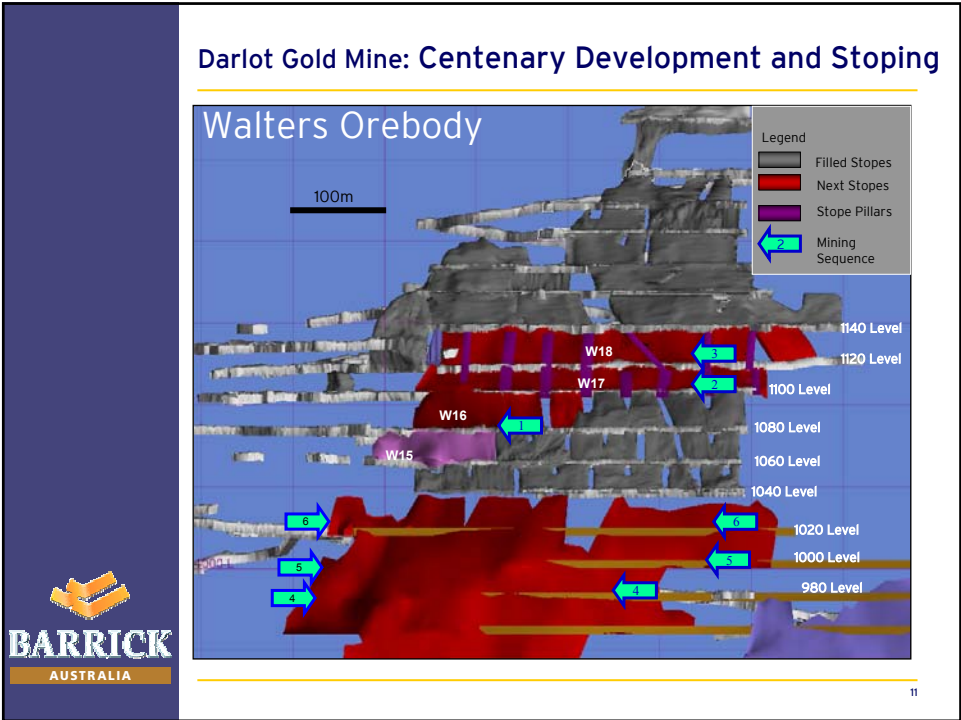 Darlot Gold Mine: Centenary Development and Stoping
Walters Orebody
100m
Legend
Filled Stopes
Next Stopes
Stope Pillars
2
Mining
Sequence
1140 Level
W18
3
1120 Level
W17
2
1100 Level
W16
1
1080 Level
W15
1060 Level
1040 Level
6
6
1020 Level
5
5
1000 Level
4
4
980 Level
BARRICK
AUSTRALIA
11